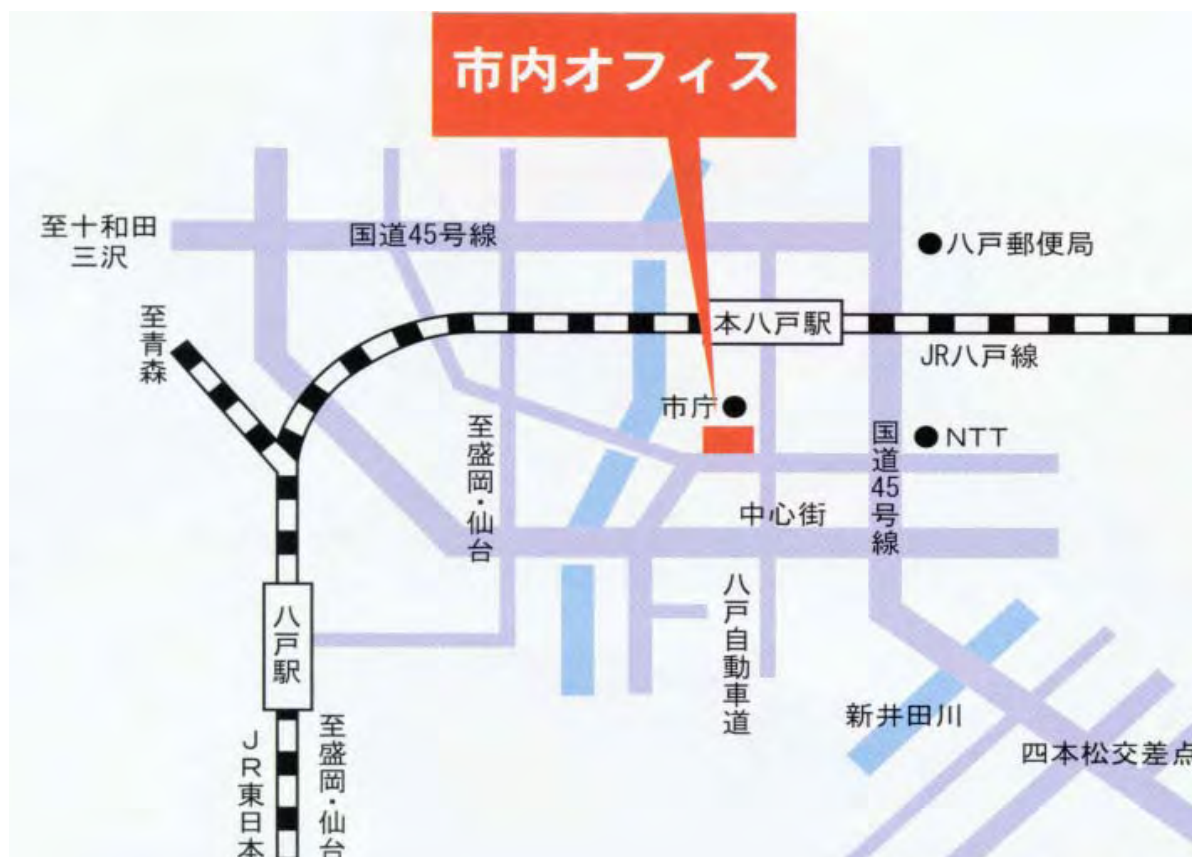 市内オフィス
至十和田
三沢
国道45号線
八戸郵便局
至青森
本八戸駅
JR八戸線
市庁
至盛岡・仙台
国道45号線
NTT
中心街
八戸駅
八戸自動車道
新井田川
四本松交差点
JR東日本
至盛岡・仙台